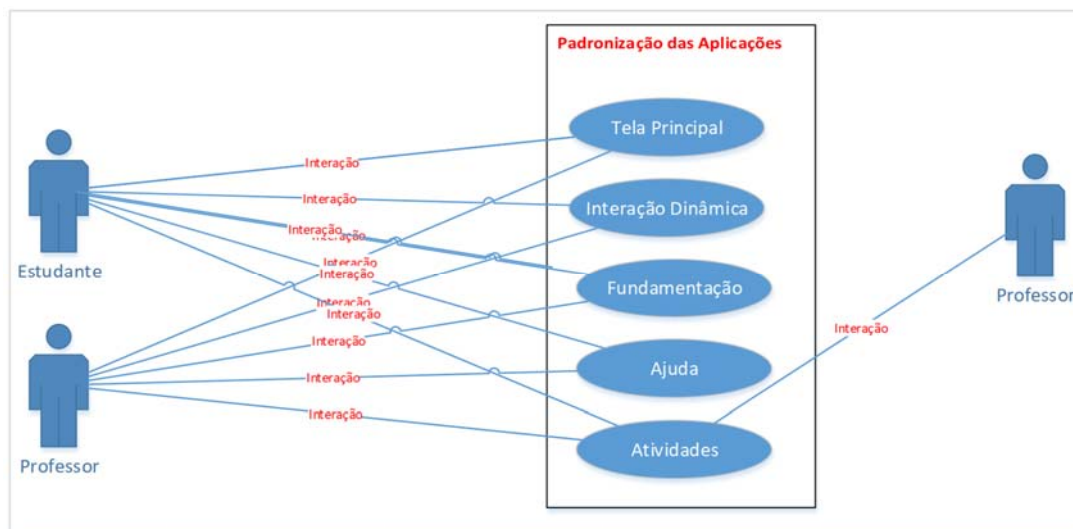 Padronização das Aplicações
Tela Principal
Interação
Interação
Interação Dinâmica
Interação
Interação
Estudante
Interação
Interação
Fundamentação
Professor
Interação
Interação
Interação
Interação
Ajuda
Interação
Interação
Atividades
Professor